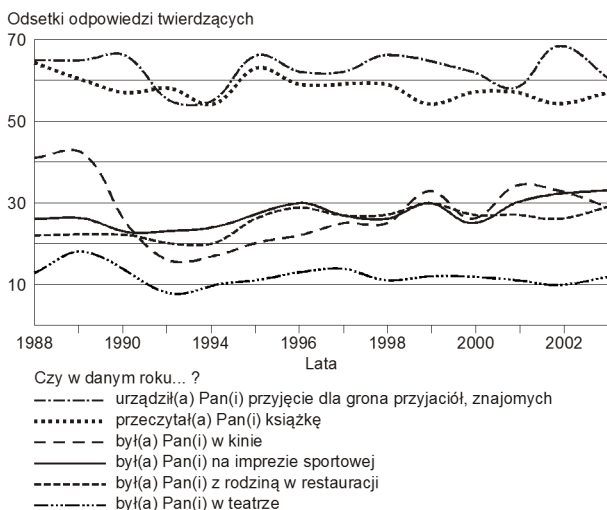 Odsetki odpowiedzi twierdzących
70
50
30
10
1988 1990 1994 1996 1998 2000 2002
Lata
Czy w danym roku... ?
urządził(a) Pan(i) przyjęcie dla grona przyjaciół, znajomych
przeczytał(a) Pan(i) książkę
był(a) Pan(i) w kinie
był(a) Pan(i) na imprezie sportowej
był(a) Pan(i) z rodziną w restauracji
był(a) Pan(i) w teatrze